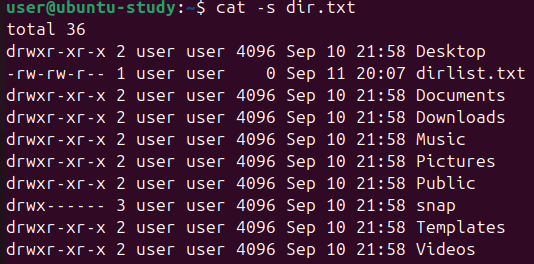 user@ubuntu-study:~$ cat -s dir.txt
total 36
drwxr-xr-x 2 user user 4096 Sep 10 21:58 Desktop
-rw-rw-r-- 1 user user    0 Sep 11 20:07 dirlist.txt
drwxr-xr-x 2 user user 4096 Sep 10 21:58 Documents
drwxr-xr-x 2 user user 4096 Sep 10 21:58 Downloads
drwxr-xr-x 2 user user 4096 Sep 10 21:58 Music
drwxr-xr-x 2 user user 4096 Sep 10 21:58 Pictures
drwxr-xr-x 2 user user 4096 Sep 10 21:58 Public
drwx------ 3 user user 4096 Sep 10 21:58 snap
drwxr-xr-x 2 user user 4096 Sep 10 21:58 Templates
drwxr-xr-x 2 user user 4096 Sep 10 21:58 Videos